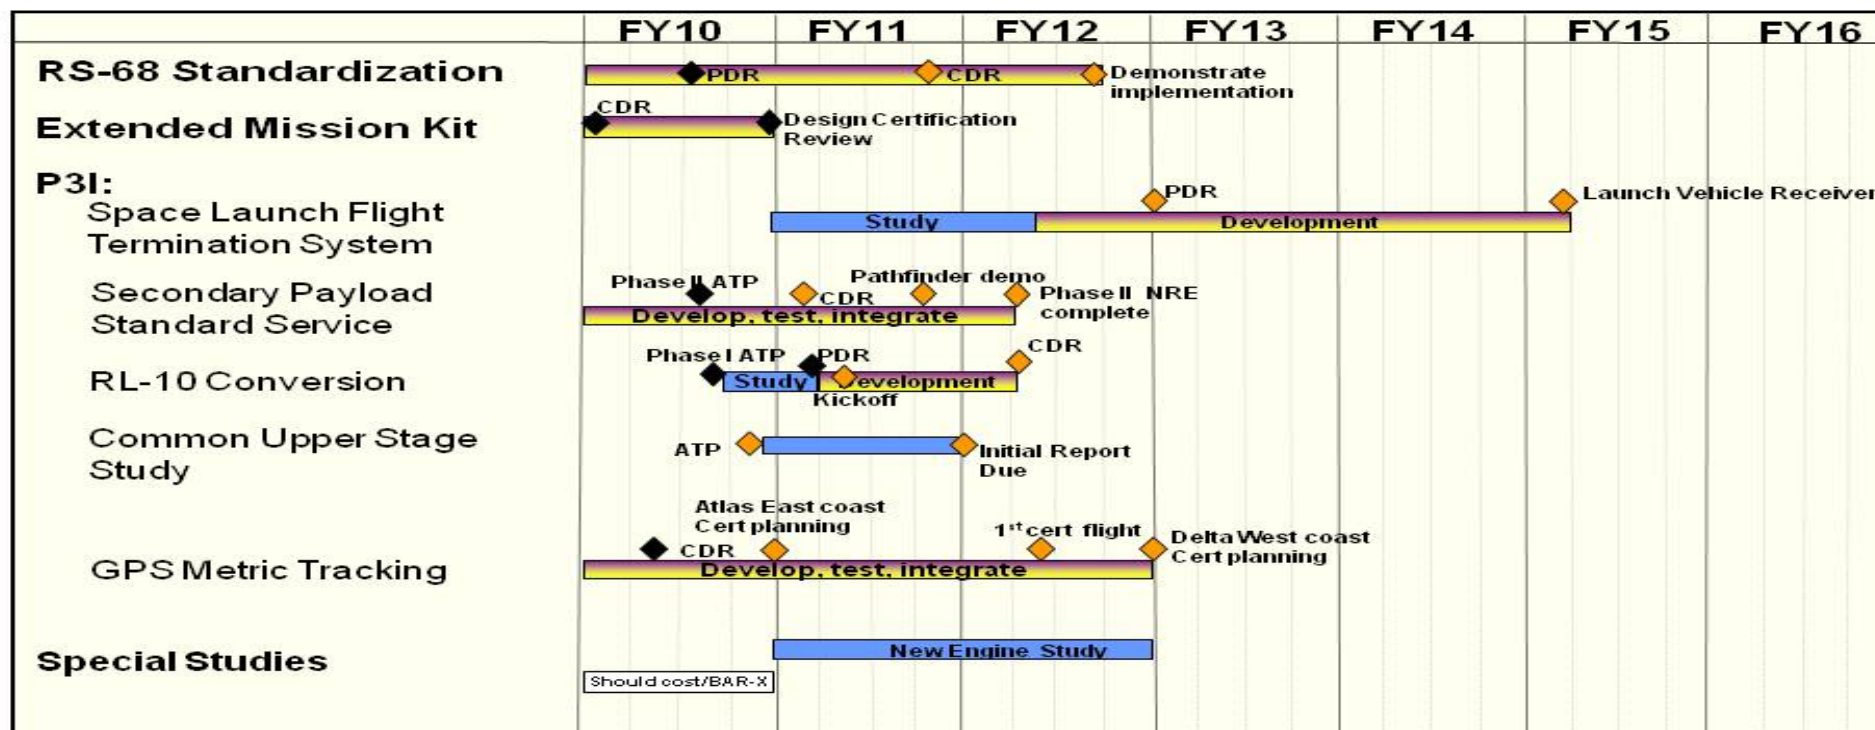 FY10 FY11 FY12 FY13 FY14 FY15 FY16
RS-68 Standardization
PDR
CDR
Demonstrate
implementation
Extended Mission Kit
CDR
Design Certification
Review
P3I:
Space Launch Flight
Termination System
Study
Development
PDR
Launch Vehicle Receiver
Secondary Payload
Standard Service
Phase II ATP
CDR
Pathfinder demo
Phase II NRE
complete
Develop, test, integrate
RL-10 Conversion
Phase I ATP
PDR
CDR
Study
Development
Kickoff
Common Upper Stage
Study
ATP
Initial Report
Due
GPS Metric Tracking
Atlas East coast
Cert planning
CDR
1st cert flight
Delta West coast
Cert planning
Develop, test, integrate
Special Studies
New Engine Study
Should cost/BAR-X